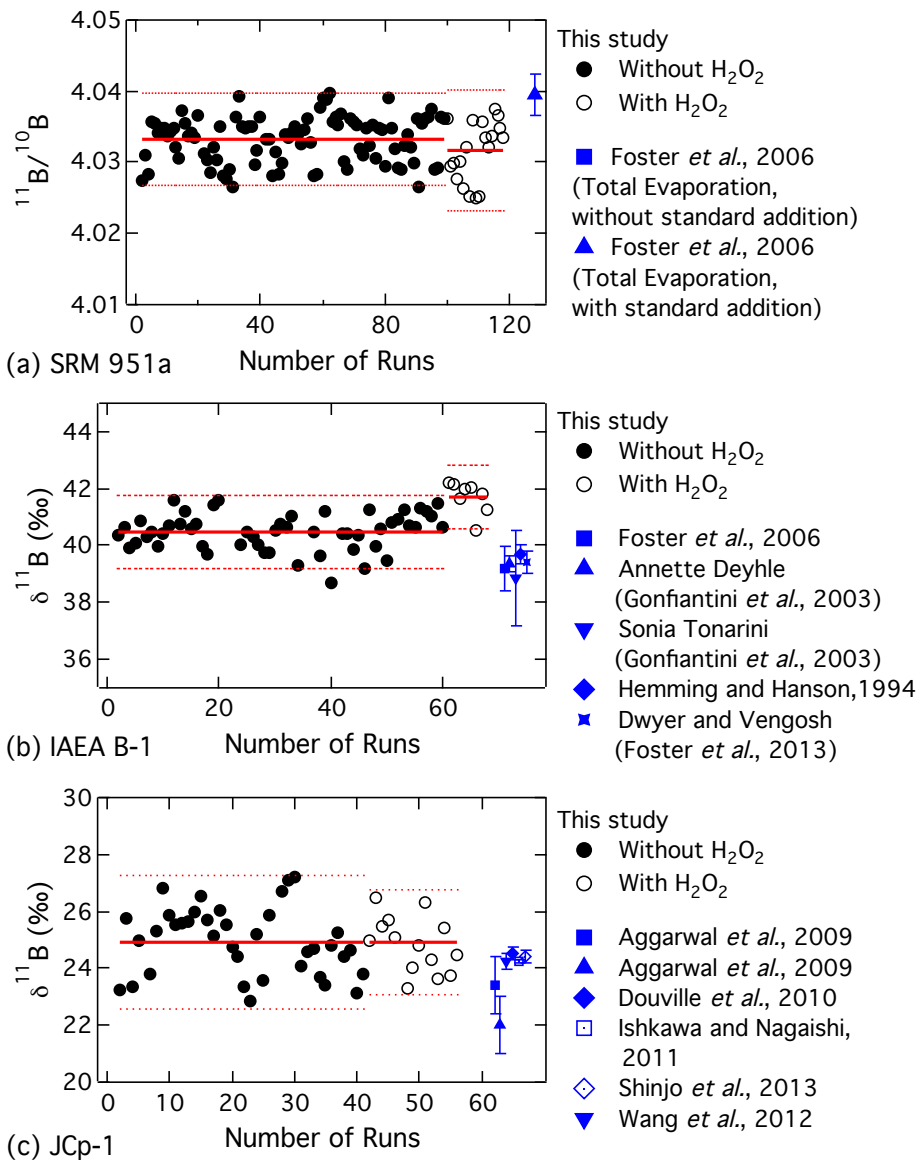 4.05
4.04
4.03
4.02
4.01
11B/10B
0
40
80
120
Number of Runs
(a) SRM 951a
This study
Without H2O2
With H2O2
Foster et al., 2006
(Total Evaporation,
without standard addition)
Foster et al., 2006
(Total Evaporation,
with standard addition)
44
42
40
38
36
δ 11B (‰)
0
20
40
60
Number of Runs
(b) IAEA B-1
This study
Without H2O2
With H2O2
Foster et al., 2006
Annette Deyhle
(Gonfiantini et al., 2003)
Sonia Tonarini
(Gonfiantini et al., 2003)
Hemming and Hanson,1994
Dwyer and Vengosh
(Foster et al., 2013)
30
28
26
24
22
20
δ 11B (‰)
0
10
20
30
40
50
60
70
Number of Runs
(c) JCp-1
This study
Without H2O2
With H2O2
Aggarwal et al., 2009
Aggarwal et al., 2009
Douville et al., 2010
Ishkawa and Nagaishi,
2011
Shinjo et al., 2013
Wang et al., 2012